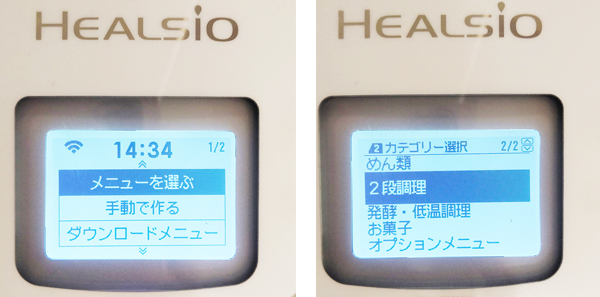 HEALSiO
14:34 1/2
メニューを選ぶ
手動で作る
ダウンロードメニュー
HEALSiO
2 カテゴリー選択 2/2
めん類
2段調理
発酵・低温調理
お菓子
オプションメニュー